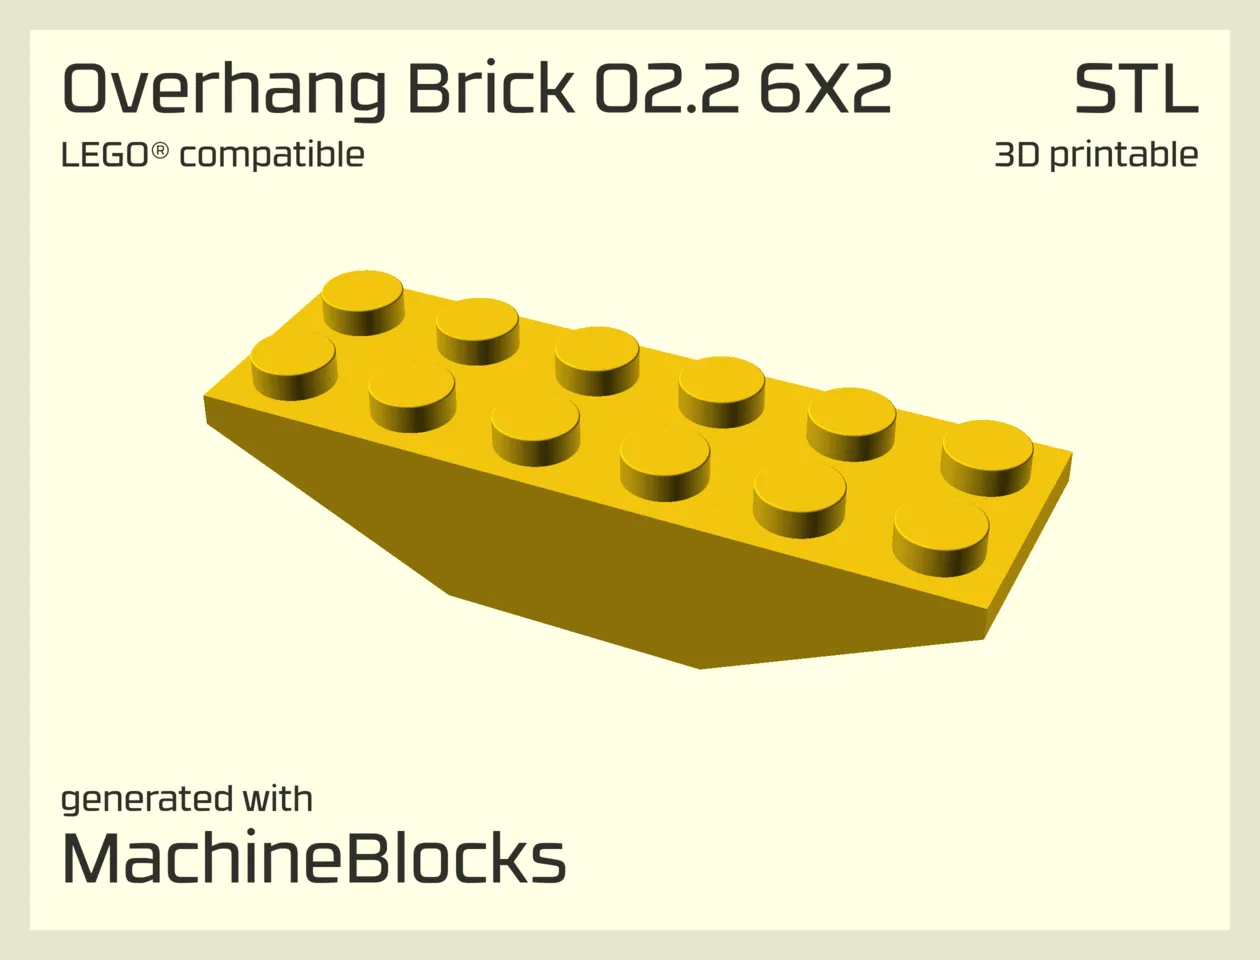 Overhang Brick 02.2 6X2
STL
LEGO® compatible
3D printable
generated with
MachineBlocks